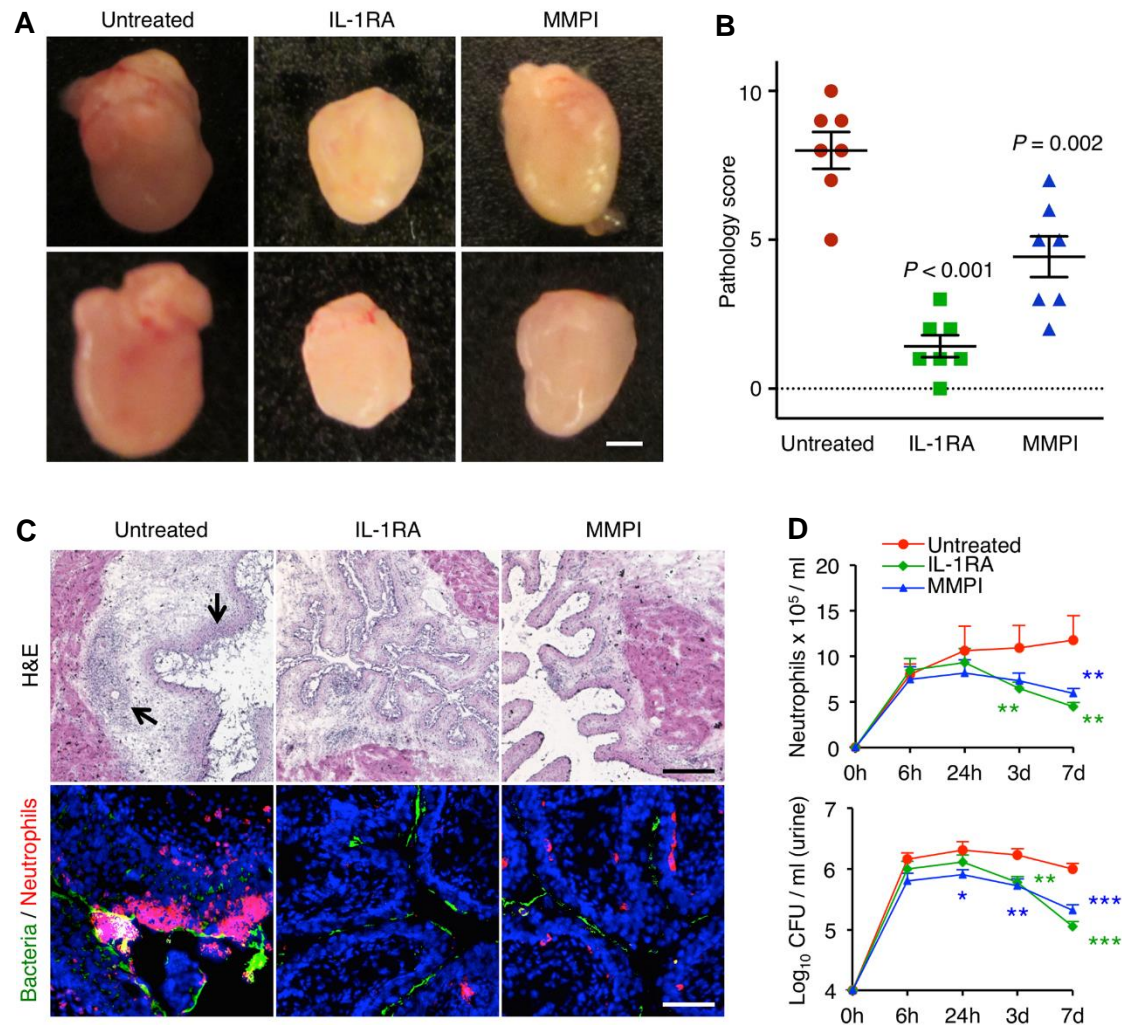 A
Untreated
IL-1RA
MMPI
B
Pathology score
10
5
0
P < 0.001
P = 0.002
Untreated
IL-1RA
MMPI
C
Untreated
IL-1RA
MMPI
H&E
Bacteria / Neutrophils
D
Untreated
IL-1RA
MMPI
Neutrophils x 10⁵ / ml
20
15
10
5
0
**
**
**
0h 6h 24h 3d 7d
Log₁₀ CFU / ml (urine)
7
6
5
4
**
*
**
***
***
0h 6h 24h 3d 7d